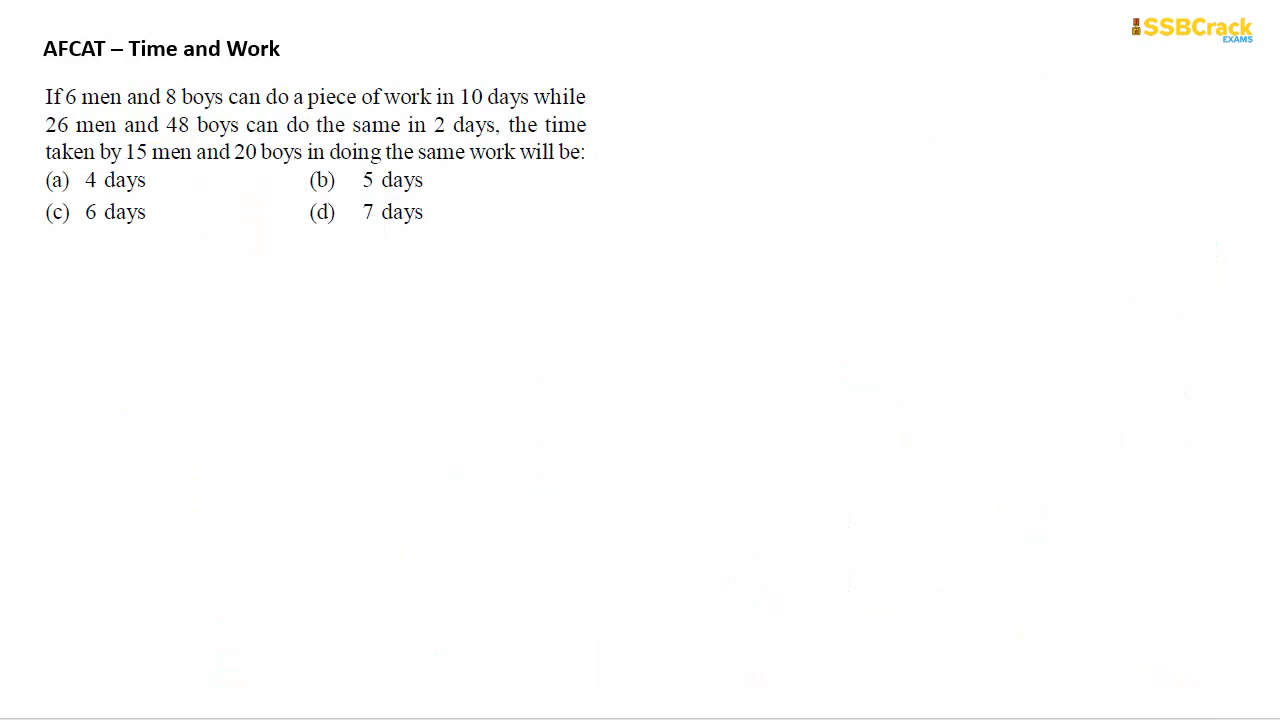 SSBCrack
EXAMS
AFCAT – Time and Work
If 6 men and 8 boys can do a piece of work in 10 days while
26 men and 48 boys can do the same in 2 days, the time
taken by 15 men and 20 boys in doing the same work will be:
(a) 4 days (b) 5 days
(c) 6 days (d) 7 days